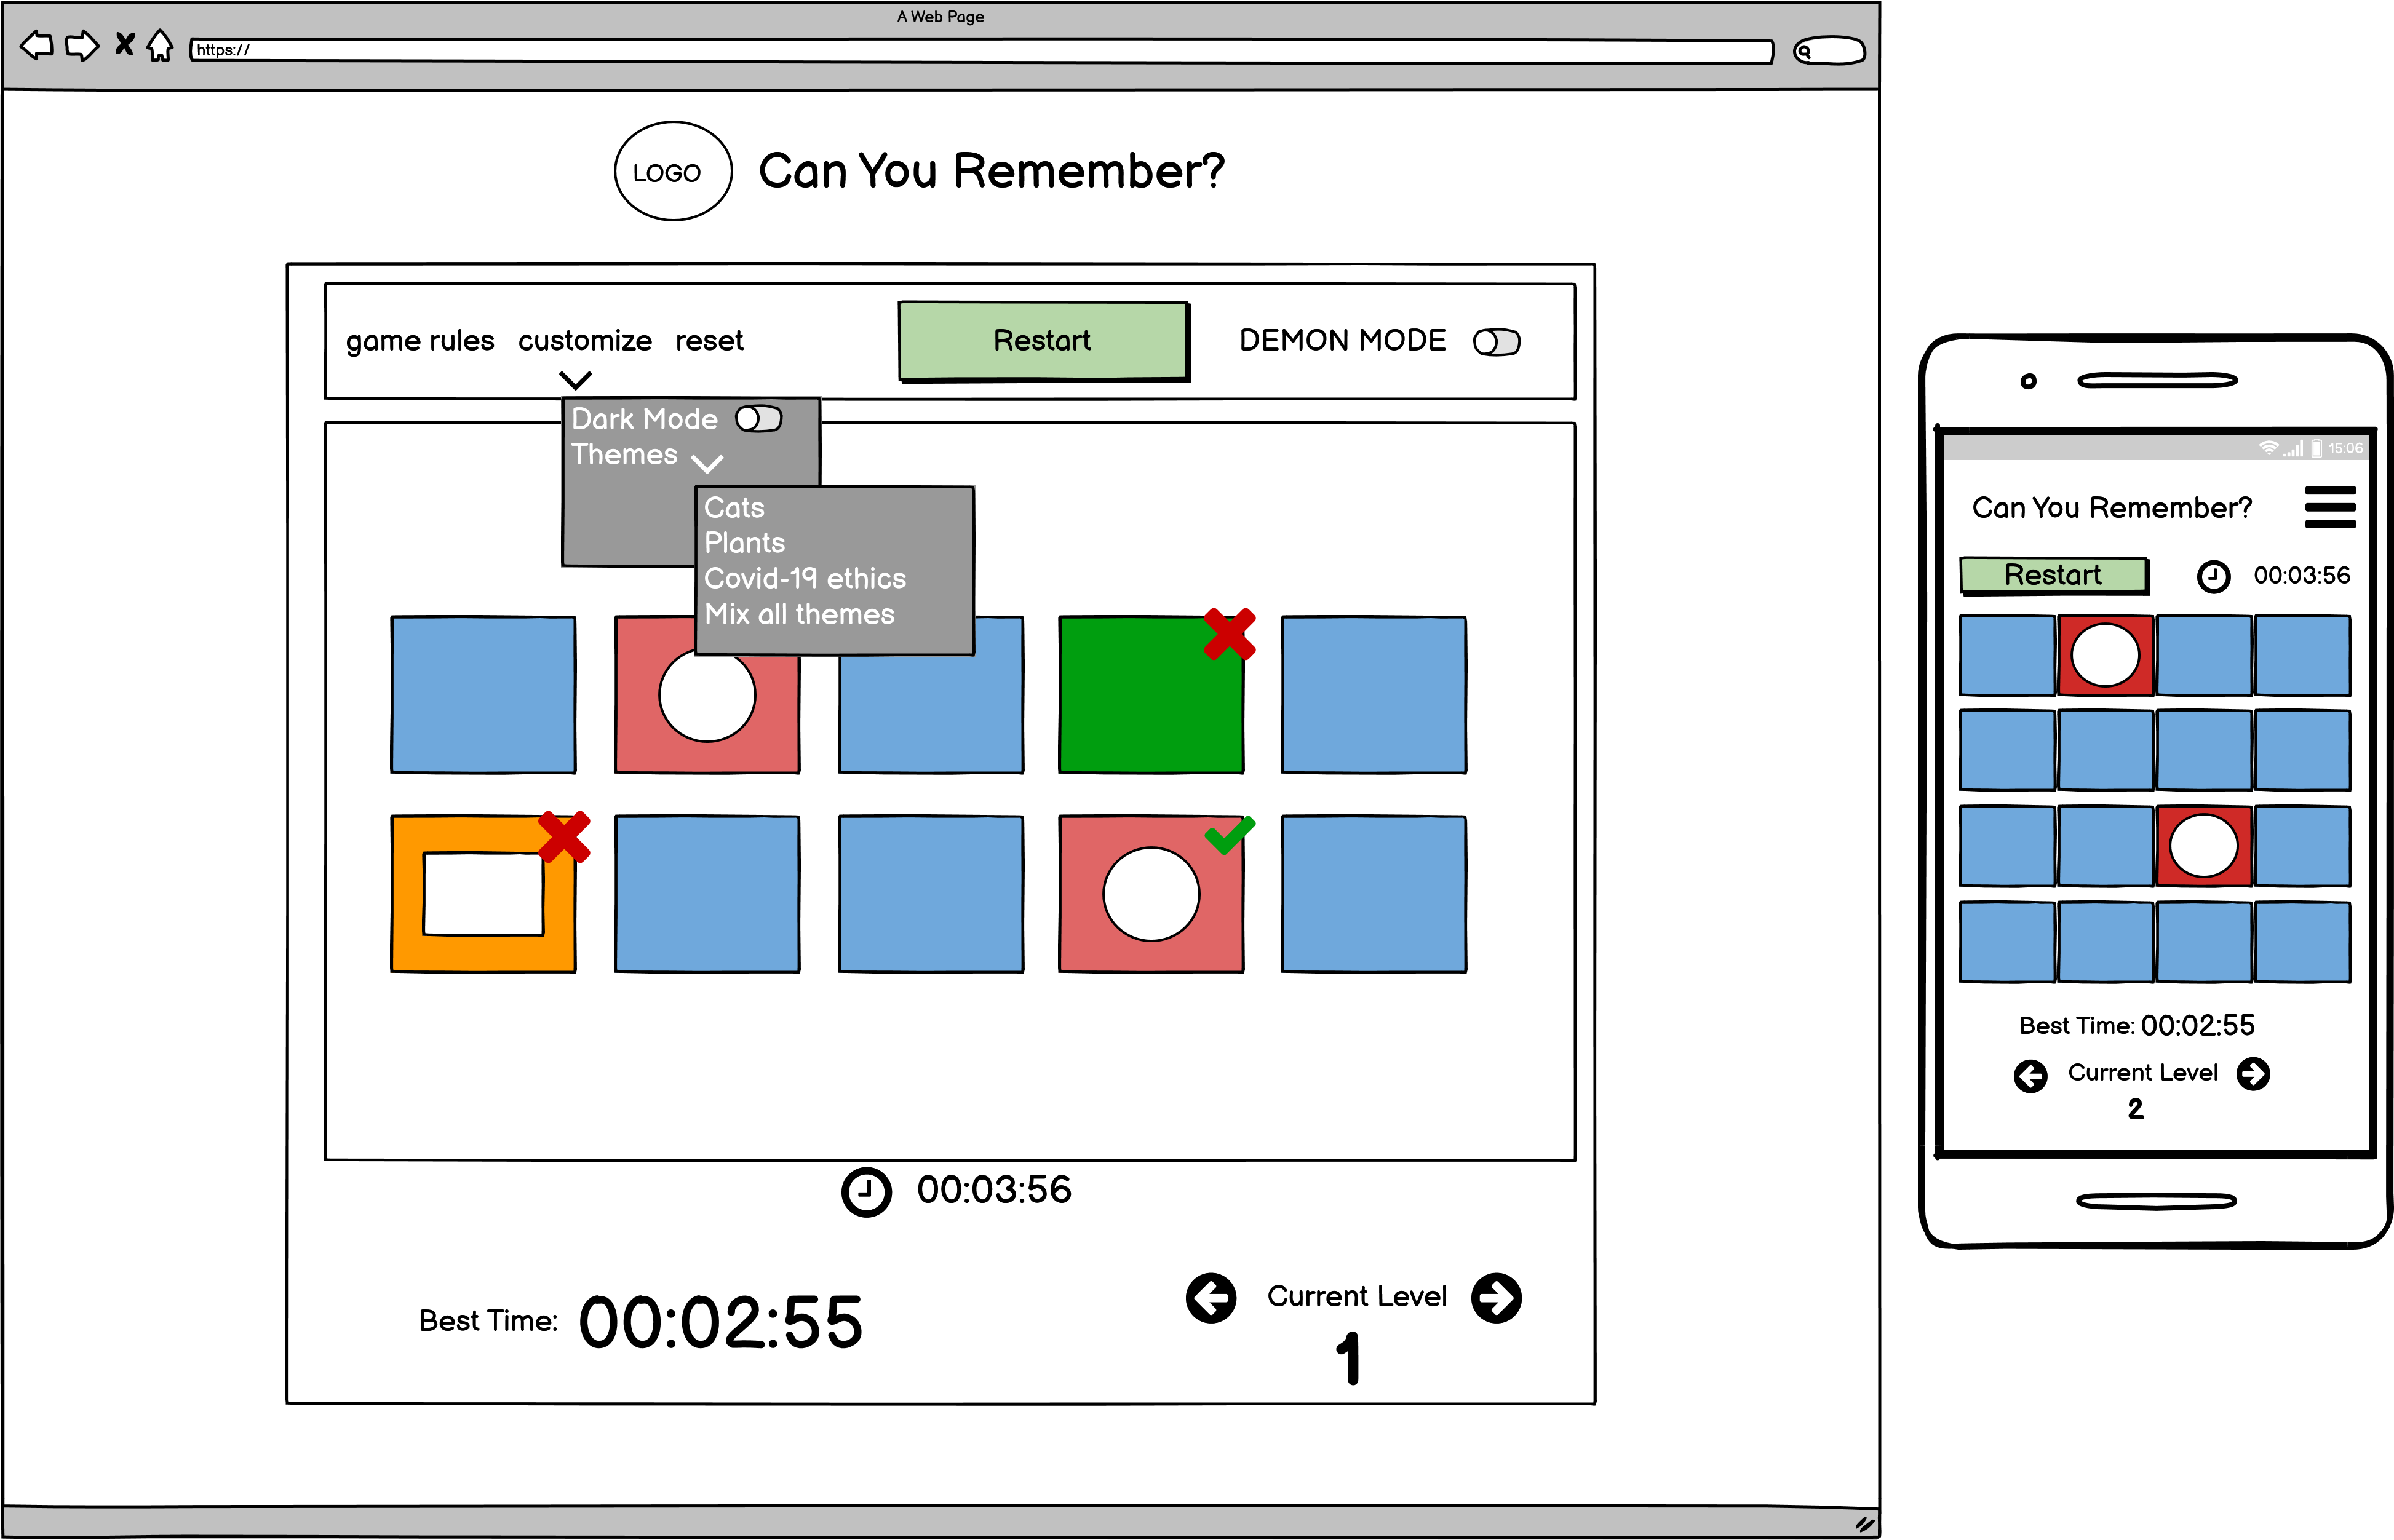 A Web Page
https://
LOGO
Can You Remember?
game rules customize reset
Restart
DEMON MODE
Dark Mode
Themes
Cats
Plants
Covid-19 ethics
Mix all themes
00:03:56
Best Time: 00:02:55
Current Level
1
15:06
Can You Remember?
Restart
00:03:56
Best Time: 00:02:55
Current Level
2